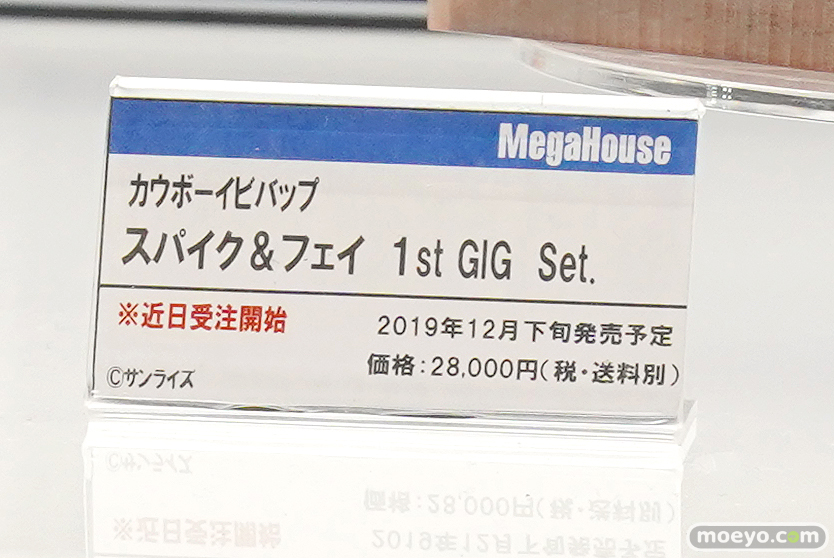 MegaHouse
カウボーイビバップ
スパイク&フェイ 1st GIG Set.
※近日受注開始
2019年12月下旬発売予定
価格:28,000円(税・送料別)
©サンライズ
moeyo.com